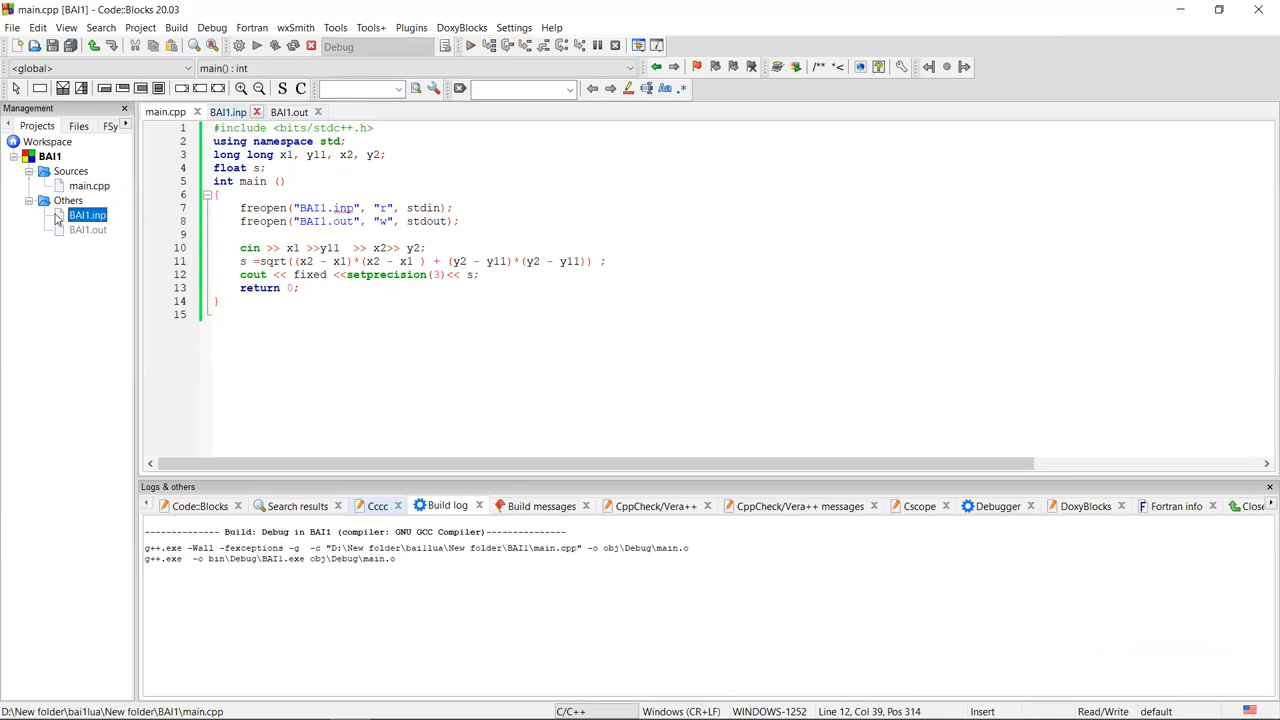 main.cpp [BAI1] - Code::Blocks 20.03
File Edit View Search Project Build Debug Fortran wxSmith Tools Tools+ Plugins DoxyBlocks Settings Help
Debug
<global> main() : int
/** *<
S C Aa .*
Management
Projects Files FSy
Workspace
BAI1
Sources
main.cpp
Others
BAI1.inp
BAI1.out
main.cpp BAI1.inp BAI1.out
1 #include <bits/stdc++.h>
2 using namespace std;
3 long long x1, y11, x2, y2;
4 float s;
5 int main ()
6 {
7 freopen("BAI1.inp", "r", stdin);
8 freopen("BAI1.out", "w", stdout);
9
10 cin >> x1 >>y11  >> x2>> y2;
11 s =sqrt((x2 - x1)*(x2 - x1 ) + (y2 - y11)*(y2 - y11)) ;
12 cout << fixed <<setprecision(3)<< s;
13 return 0;
14 }
15
Logs & others
Code::Blocks Search results Cccc Build log Build messages CppCheck/Vera++ CppCheck/Vera++ messages Cscope Debugger DoxyBlocks Fortran info Close
-------------- Build: Debug in BAI1 (compiler: GNU GCC Compiler)---------------
g++.exe -Wall -fexceptions -g  -c "D:\New folder\bai1lua\New folder\BAI1\main.cpp" -o obj\Debug\main.o
g++.exe  -o bin\Debug\BAI1.exe obj\Debug\main.o
D:\New folder\bai1lua\New folder\BAI1\main.cpp C/C++ Windows (CR+LF) WINDOWS-1252 Line 12, Col 39, Pos 314 Insert Read/Write default